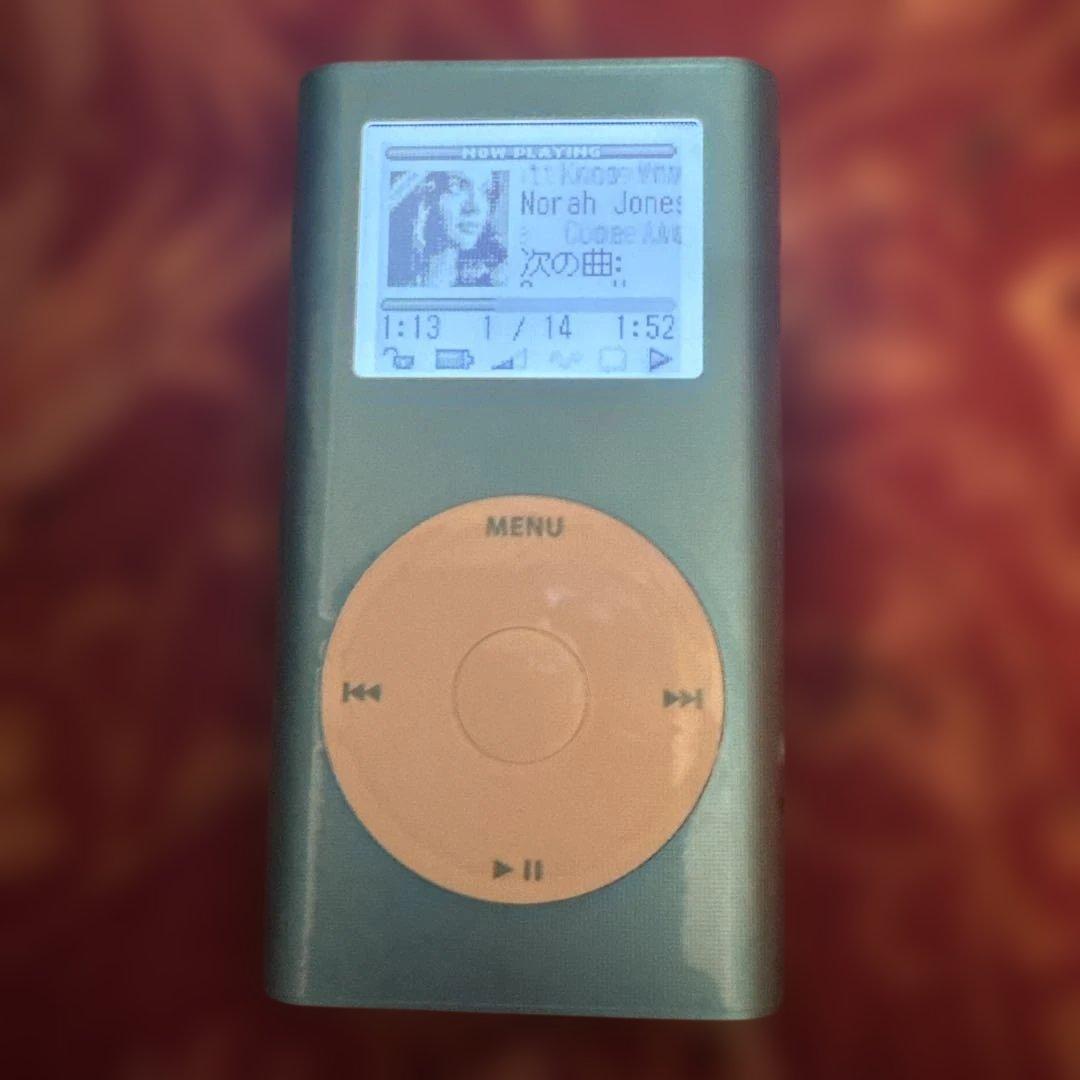 NOW PLAYING
Norah Jones
次の曲:
1:13 1 / 14 1:52
MENU